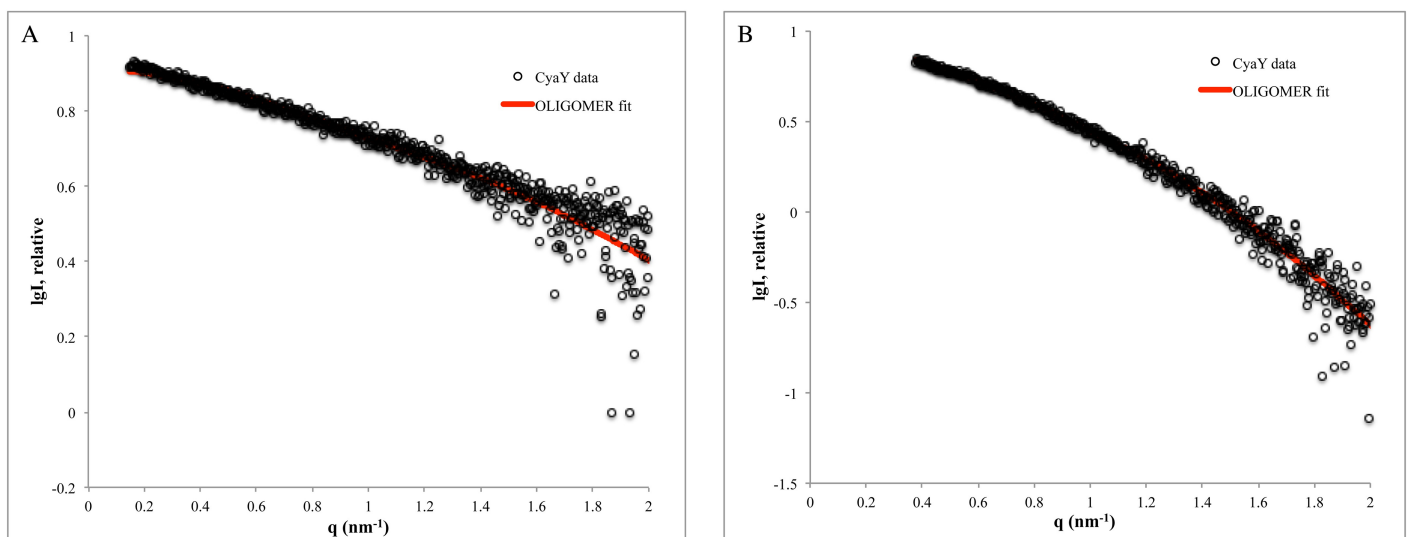 A
1
0.8
0.6
0.4
0.2
0
-0.2
lgI, relative
CyaY data
OLIGOMER fit
0 0.2 0.4 0.6 0.8 1 1.2 1.4 1.6 1.8 2
q (nm-1)
B
1
0.5
0
-0.5
-1
-1.5
lgI, relative
CyaY data
OLIGOMER fit
0 0.2 0.4 0.6 0.8 1 1.2 1.4 1.6 1.8 2
q (nm-1)